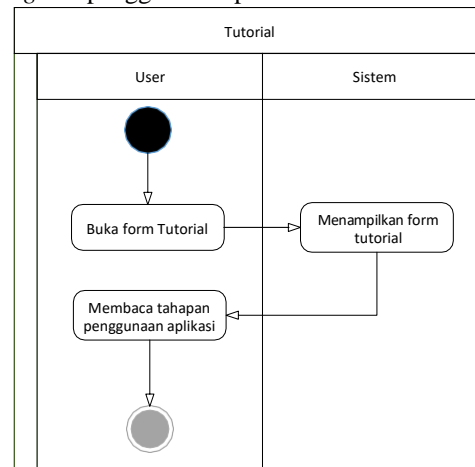 Tutorial
User
Sistem
Buka form Tutorial
Menampilkan form
tutorial
Membaca tahapan
penggunaan aplikasi